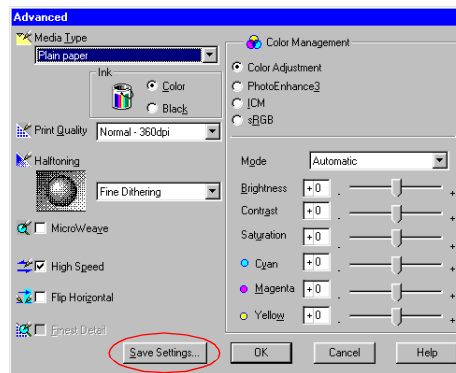 Advanced
Media Type
Plain paper
Ink
Color
Black
Print Quality
Normal - 360dpi
Halftoning
Fine Dithering
MicroWeave
High Speed
Flip Horizontal
Finest Detail
Save Settings...
Color Management
Color Adjustment
PhotoEnhance3
ICM
sRGB
Mode
Automatic
Brightness +0 - +
Contrast +0 - +
Saturation +0 - +
Cyan +0 - +
Magenta +0 - +
Yellow +0 - +
OK
Cancel
Help